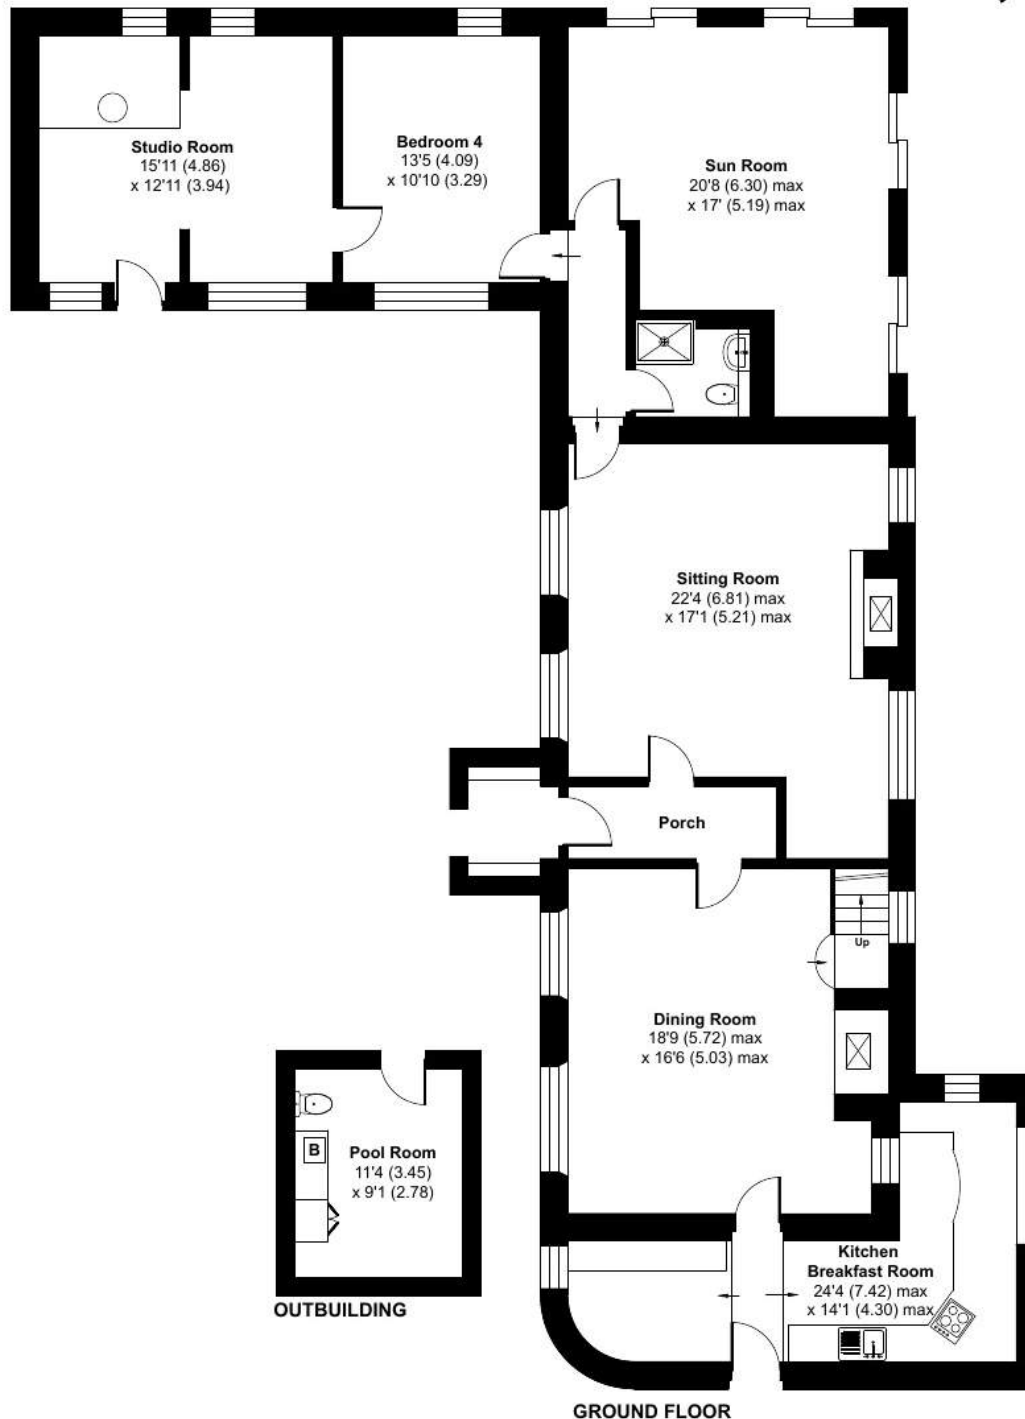 Studio Room
15'11 (4.86)
x 12'11 (3.94)
Bedroom 4
13'5 (4.09)
x 10'10 (3.29)
Sun Room
20'8 (6.30) max
x 17' (5.19) max
Sitting Room
22'4 (6.81) max
x 17'1 (5.21) max
Porch
Up
Dining Room
18'9 (5.72) max
x 16'6 (5.03) max
B
Pool Room
11'4 (3.45)
x 9'1 (2.78)
OUTBUILDING
Kitchen
Breakfast Room
24'4 (7.42) max
x 14'1 (4.30) max
GROUND FLOOR